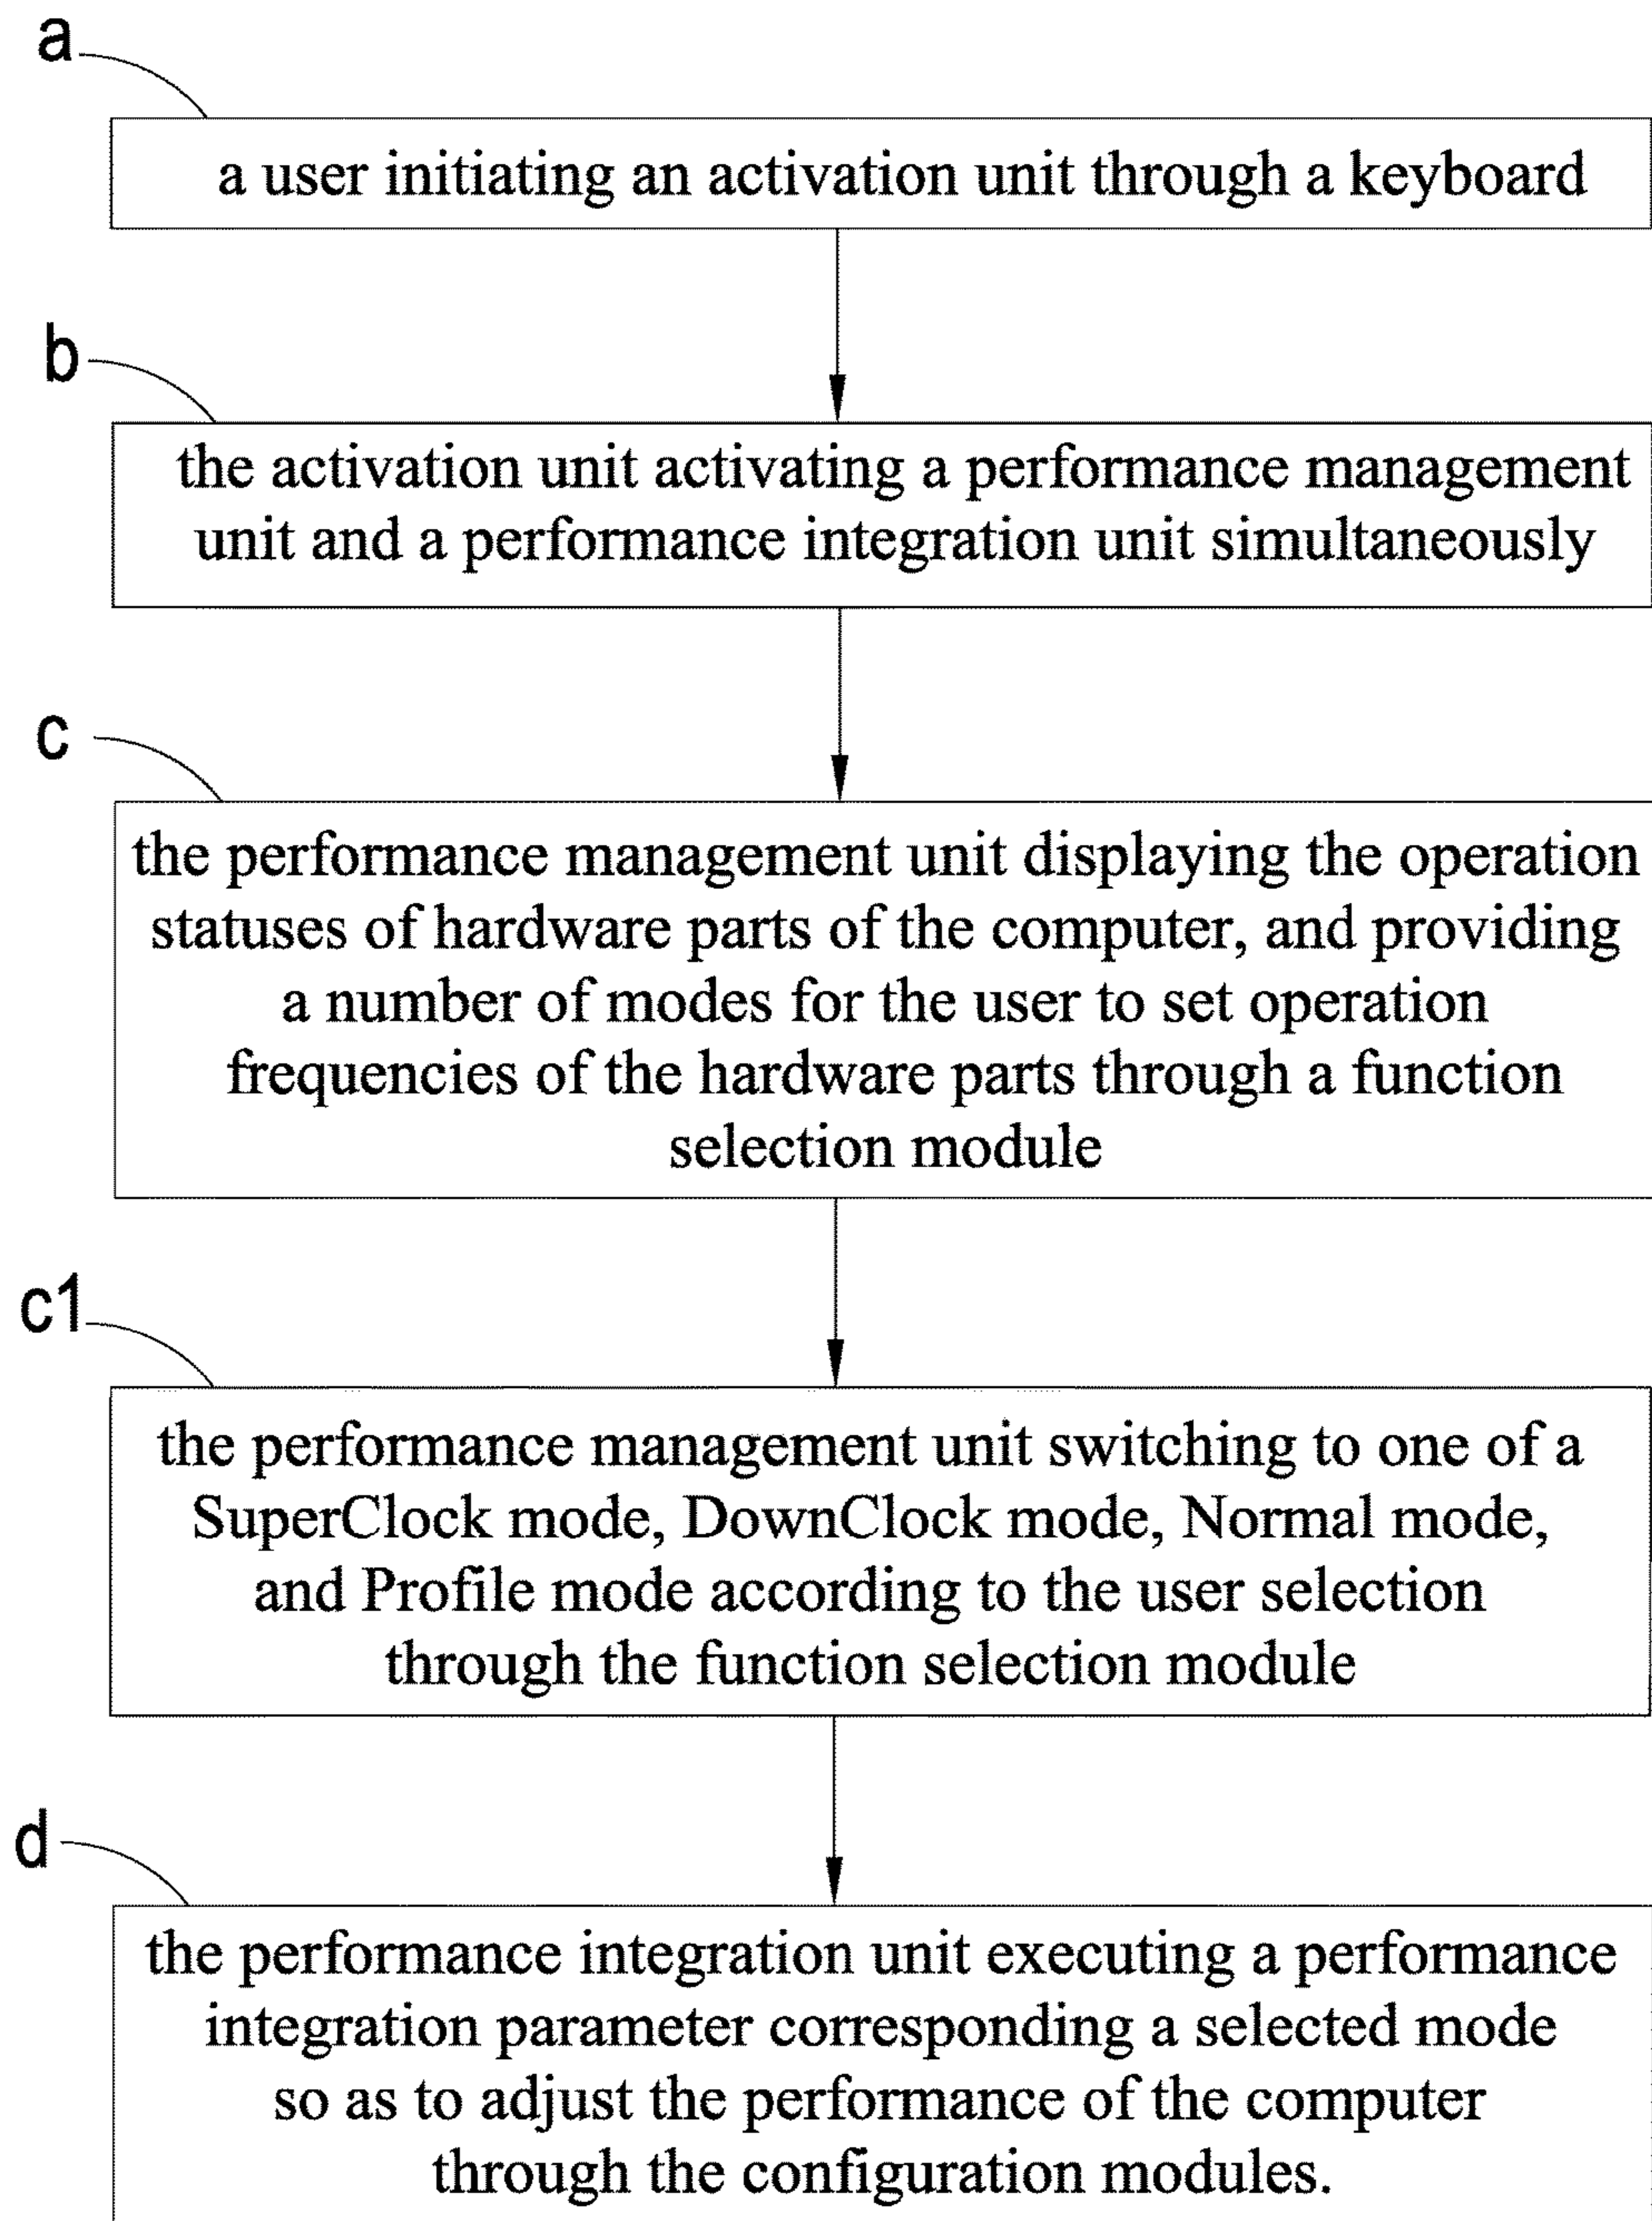 a
a user initiating an activation unit through a keyboard
b
the activation unit activating a performance management
unit and a performance integration unit simultaneously
c
the performance management unit displaying the operation
statuses of hardware parts of the computer, and providing
a number of modes for the user to set operation
frequencies of the hardware parts through a function
selection module
c1
the performance management unit switching to one of a
SuperClock mode, DownClock mode, Normal mode,
and Profile mode according to the user selection
through the function selection module
d
the performance integration unit executing a performance
integration parameter corresponding a selected mode
so as to adjust the performance of the computer
through the configuration modules.